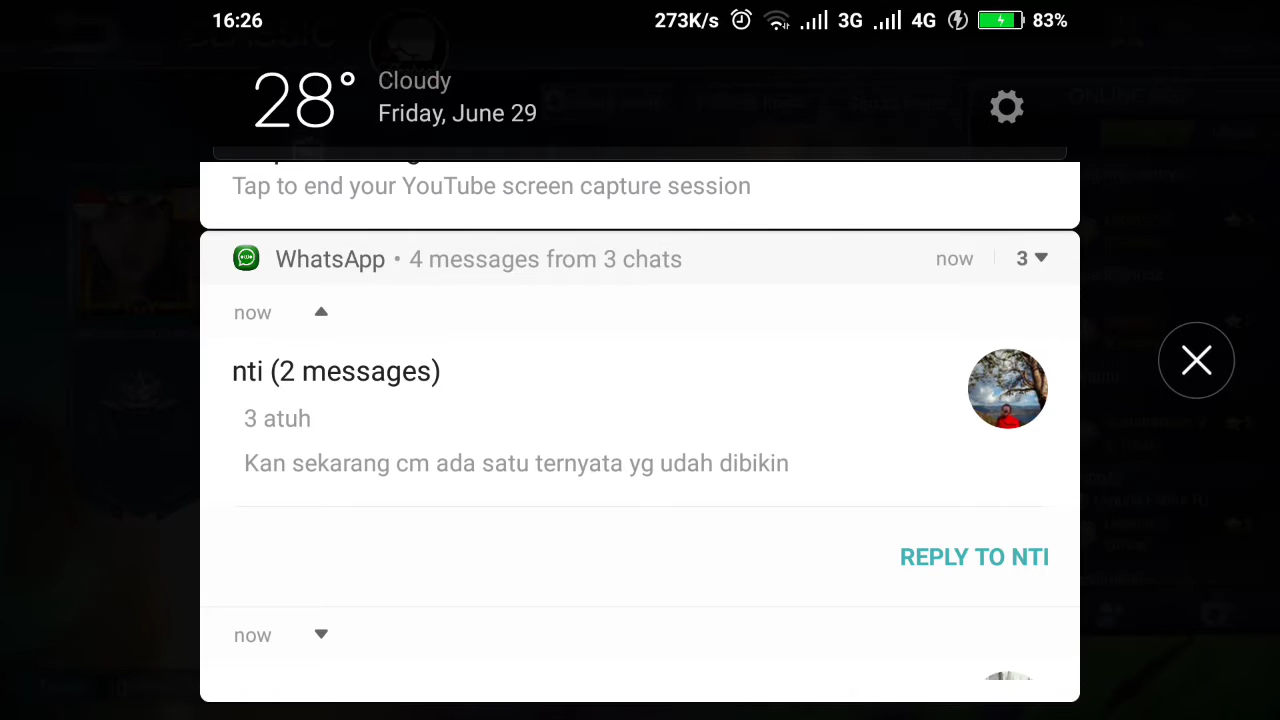 16:26
273K/s 3G 4G 83%
28° Cloudy
Friday, June 29
Tap to end your YouTube screen capture session
WhatsApp • 4 messages from 3 chats now 3
now
nti (2 messages)
3 atuh
Kan sekarang cm ada satu ternyata yg udah dibikin
REPLY TO NTI
now